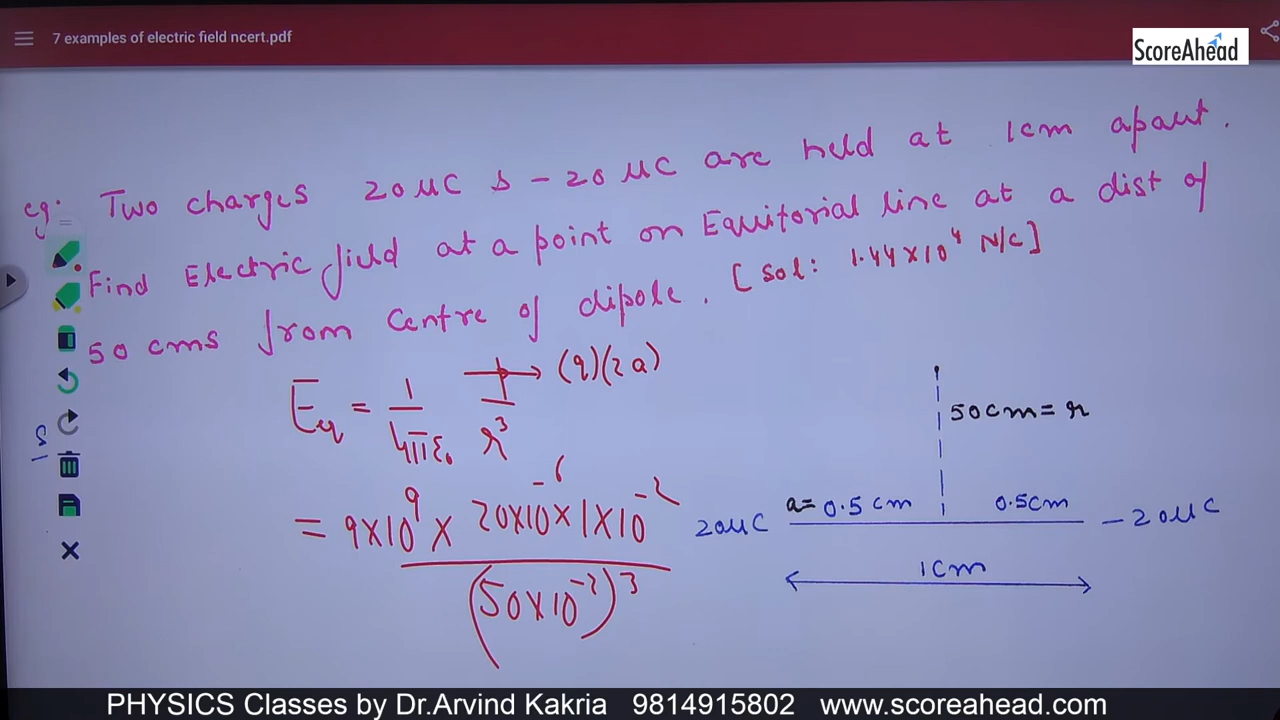 7 examples of electric field ncert.pdf
ScoreAhead
eg: Two charges 20 μC & -20 μC are held at 1cm apart.
Find Electric field at a point on Equitorial line at a dist of
50 cms from Centre of dipole. [Sol: 1.44×10⁴ N/C]
E_eq = 1/4πε₀ p/r³ → (q)(2a)
= 9×10⁹ × 20×10⁻⁶ × 1×10⁻² / (50×10⁻²)³
50cm = r
a= 0.5cm 0.5cm
20μC -20μC
1cm
PHYSICS Classes by Dr.Arvind Kakria 9814915802 www.scoreahead.com